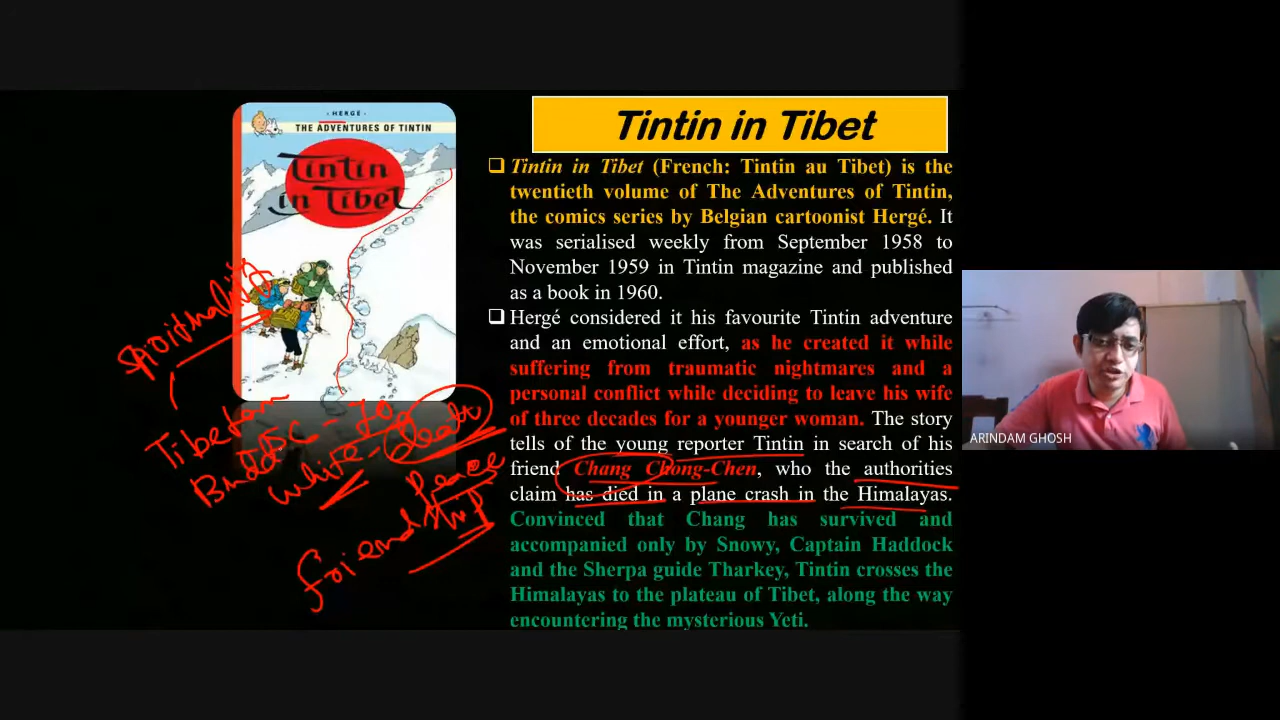 · HERGÉ ·
THE ADVENTURES OF TINTIN
Tintin
in Tibet
Tintin in Tibet
❑ Tintin in Tibet (French: Tintin au Tibet) is the
twentieth volume of The Adventures of Tintin,
the comics series by Belgian cartoonist Hergé. It
was serialised weekly from September 1958 to
November 1959 in Tintin magazine and published
as a book in 1960.
❑ Hergé considered it his favourite Tintin adventure
and an emotional effort, as he created it while
suffering from traumatic nightmares and a
personal conflict while deciding to leave his wife
of three decades for a younger woman. The story
tells of the young reporter Tintin in search of his
friend Chang Chong-Chen, who the authorities
claim has died in a plane crash in the Himalayas.
Convinced that Chang has survived and
accompanied only by Snowy, Captain Haddock
and the Sherpa guide Tharkey, Tintin crosses the
Himalayas to the plateau of Tibet, along the way
encountering the mysterious Yeti.
Spirituality
Tibetan
White - death
Peace
friendship
ARINDAM GHOSH